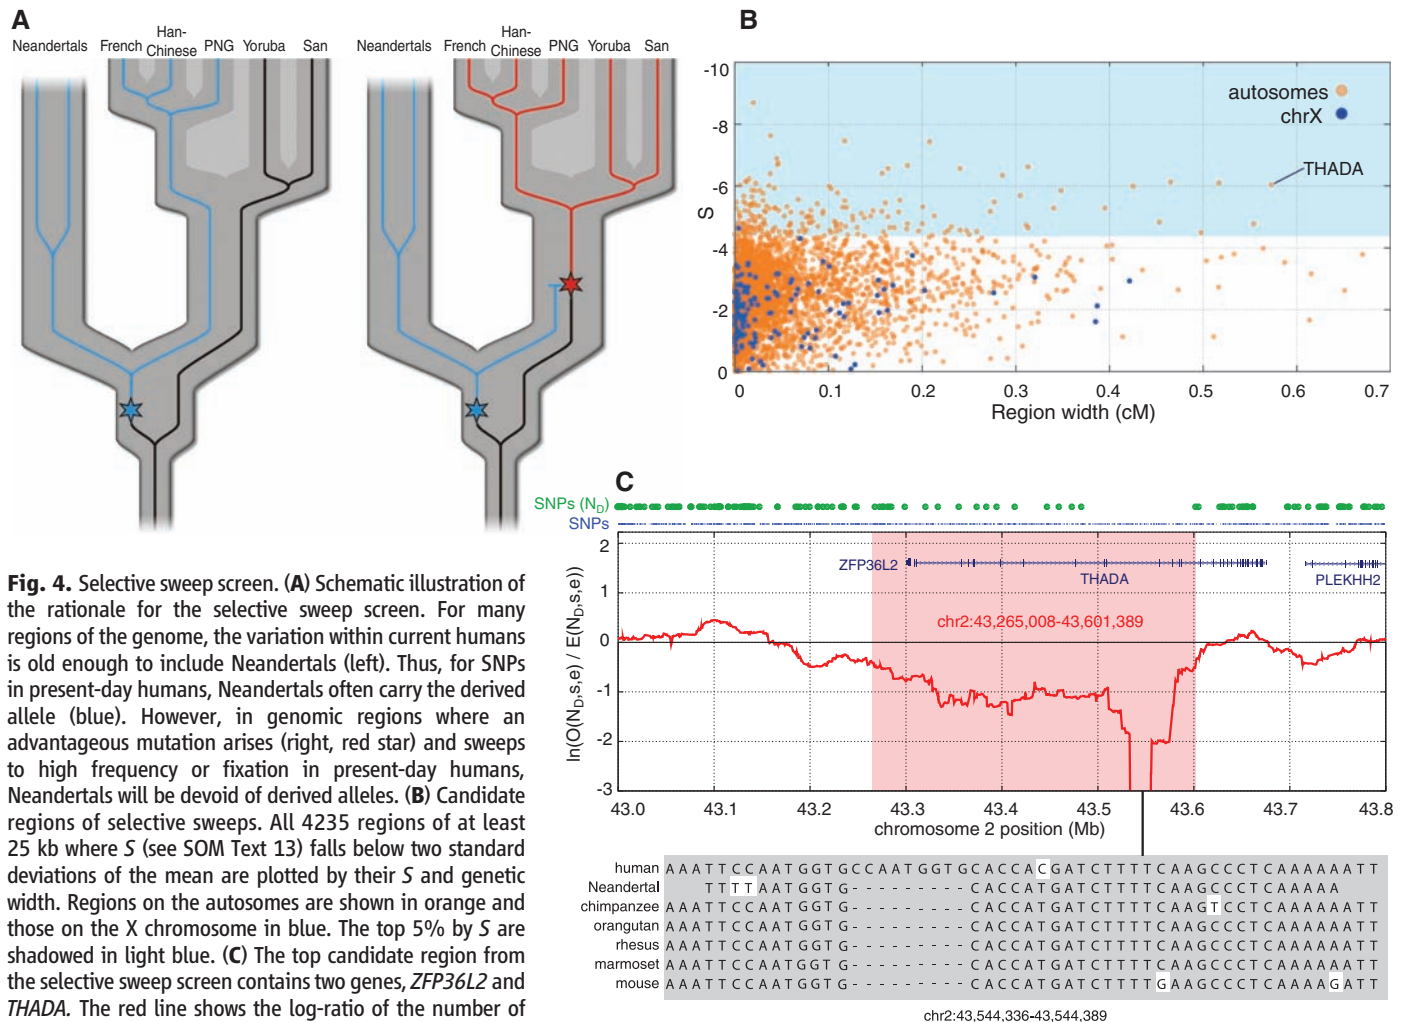 A
Neandertals French Han-Chinese PNG Yoruba San
Neandertals French Han-Chinese PNG Yoruba San
B
-10
-8
-6
-4
-2
0
S
autosomes
chrX
THADA
0 0.1 0.2 0.3 0.4 0.5 0.6 0.7
Region width (cM)
Fig. 4. Selective sweep screen. (A) Schematic illustration of
the rationale for the selective sweep screen. For many
regions of the genome, the variation within current humans
is old enough to include Neandertals (left). Thus, for SNPs
in present-day humans, Neandertals often carry the derived
allele (blue). However, in genomic regions where an
advantageous mutation arises (right, red star) and sweeps
to high frequency or fixation in present-day humans,
Neandertals will be devoid of derived alleles. (B) Candidate
regions of selective sweeps. All 4235 regions of at least
25 kb where S (see SOM Text 13) falls below two standard
deviations of the mean are plotted by their S and genetic
width. Regions on the autosomes are shown in orange and
those on the X chromosome in blue. The top 5% by S are
shadowed in light blue. (C) The top candidate region from
the selective sweep screen contains two genes, ZFP36L2 and
THADA. The red line shows the log-ratio of the number of
C
SNPs (ND)
SNPs
2
1
0
-1
-2
-3
ln(O(ND,s,e) / E(ND,s,e))
ZFP36L2
THADA
PLEKHH2
chr2:43,265,008-43,601,389
43.0 43.1 43.2 43.3 43.4 43.5 43.6 43.7 43.8
chromosome 2 position (Mb)
human AAATTCCAATGGTGCCAATGGTGCACCACGATCTTTTCAAGCCCTCAAAAAATT
Neandertal TTTTAATGGTG---------CACCATGATCTTTTCAAGCCCTCAAAAA
chimpanzee AAATTCCAATGGTG---------CACCATGATCTTTTCAAGTCCTCAAAAAATT
orangutan AAATTCCAATGGTG---------CACCATGATCTTTTCAAGCCCTCAAAAAATT
rhesus AAATTCCAATGGTG---------CACCATGATCTTTTCAAGCCCTCAAAAAATT
marmoset AAATTCCAATGGTG---------CACCATGATCTTTTCAAGCCCTCAAAAAATT
mouse AAATTCCAATGGTG---------CACCATGATCTTTTGAAGCCCTCAAAAGATT
chr2:43,544,336-43,544,389